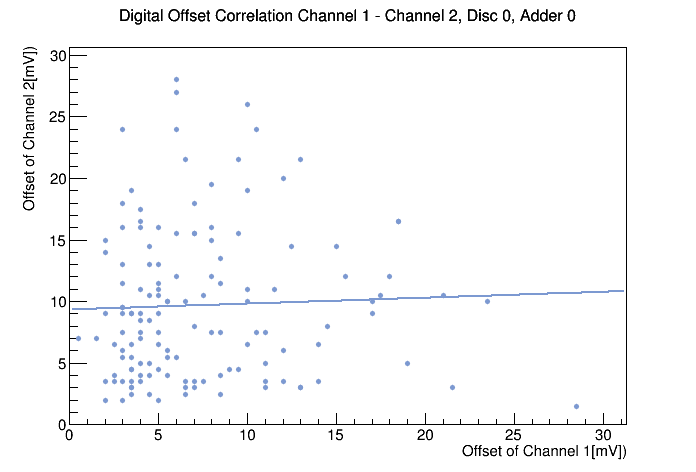 Digital Offset Correlation Channel 1 - Channel 2, Disc 0, Adder 0
Offset of Channel 2[mV])
30
25
20
15
10
5
0
0 5 10 15 20 25 30
Offset of Channel 1[mV])